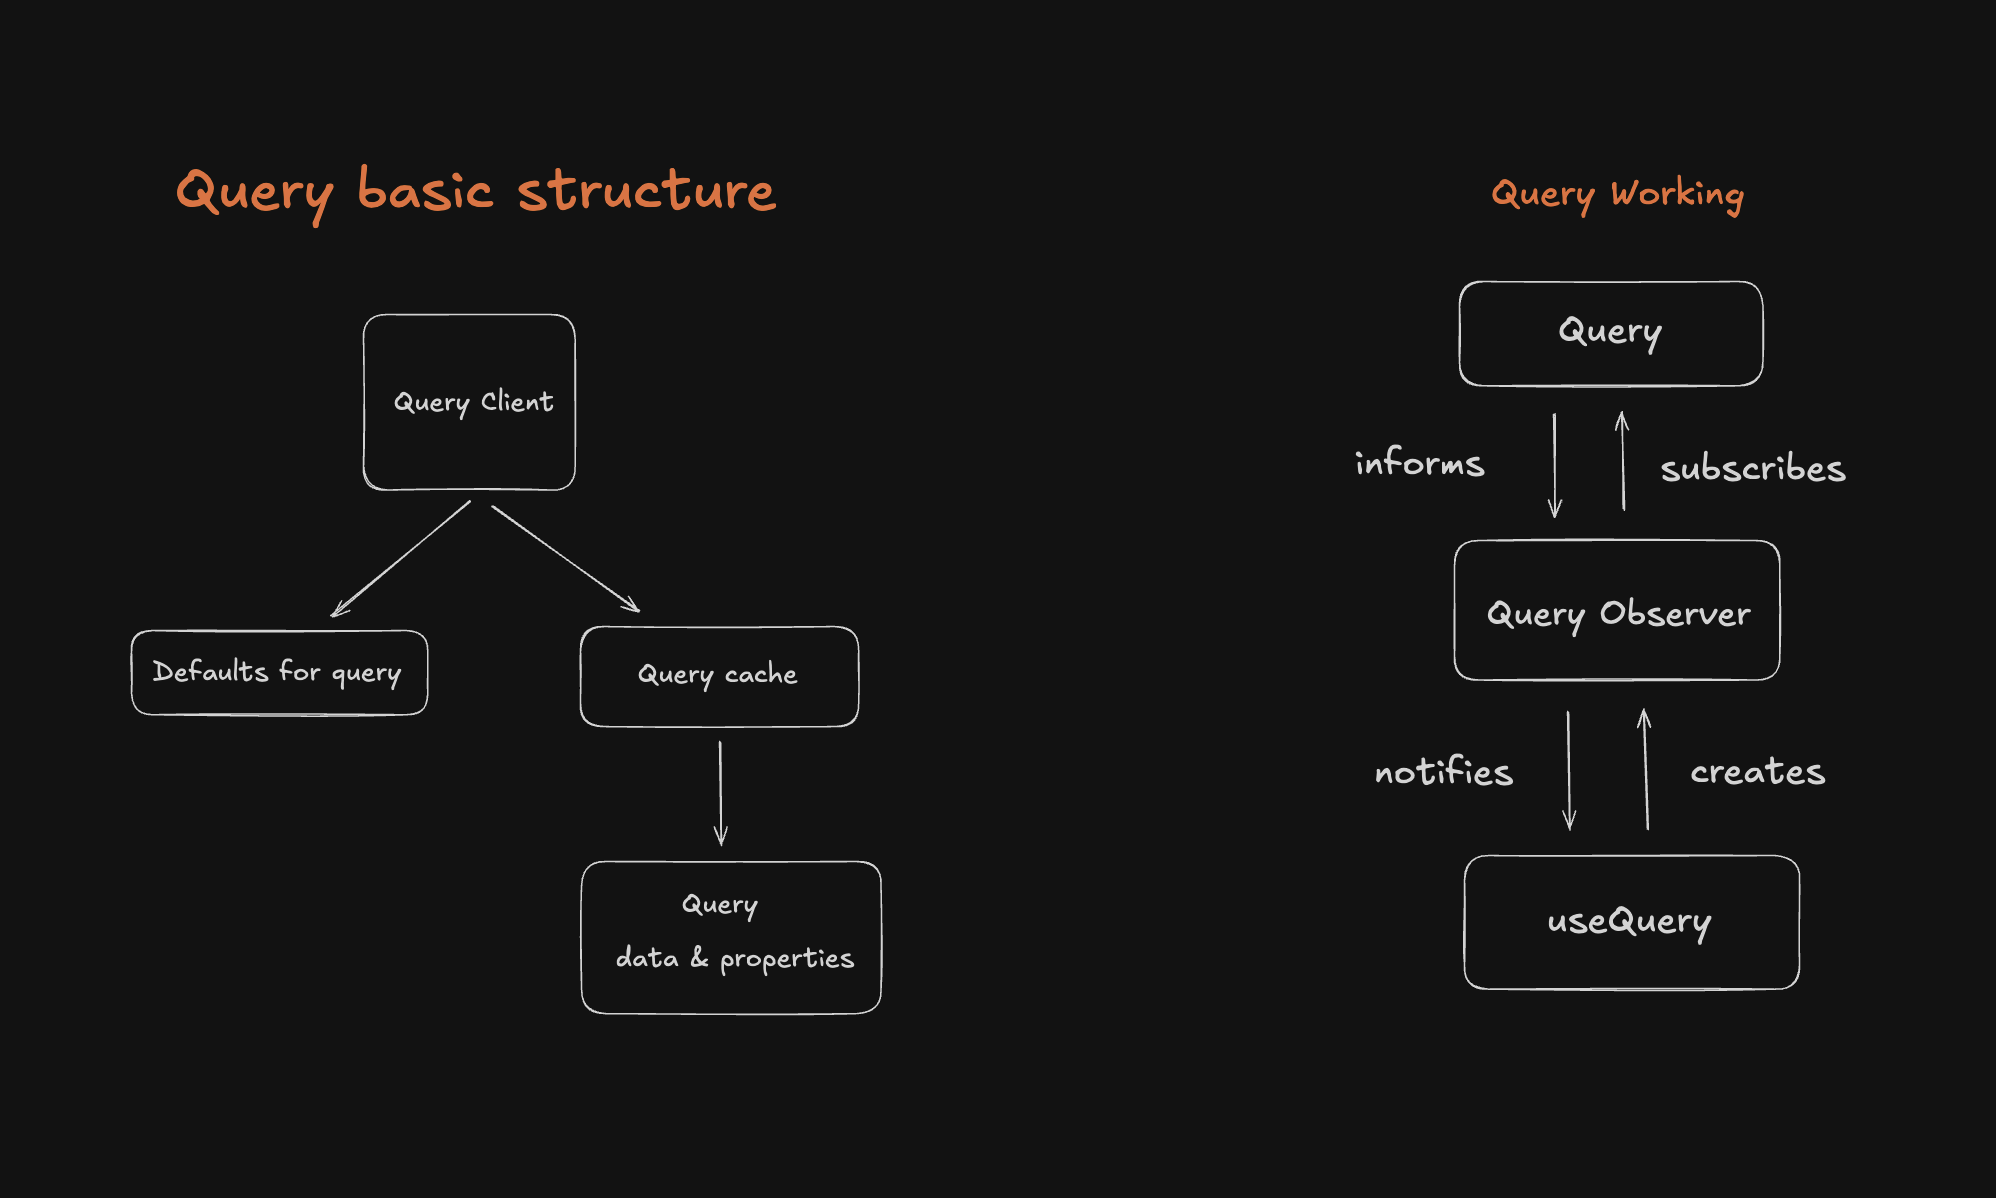 Query basic structure
Query Client
Defaults for query
Query cache
Query
data & properties
Query Working
Query
informs
subscribes
Query Observer
notifies
creates
useQuery